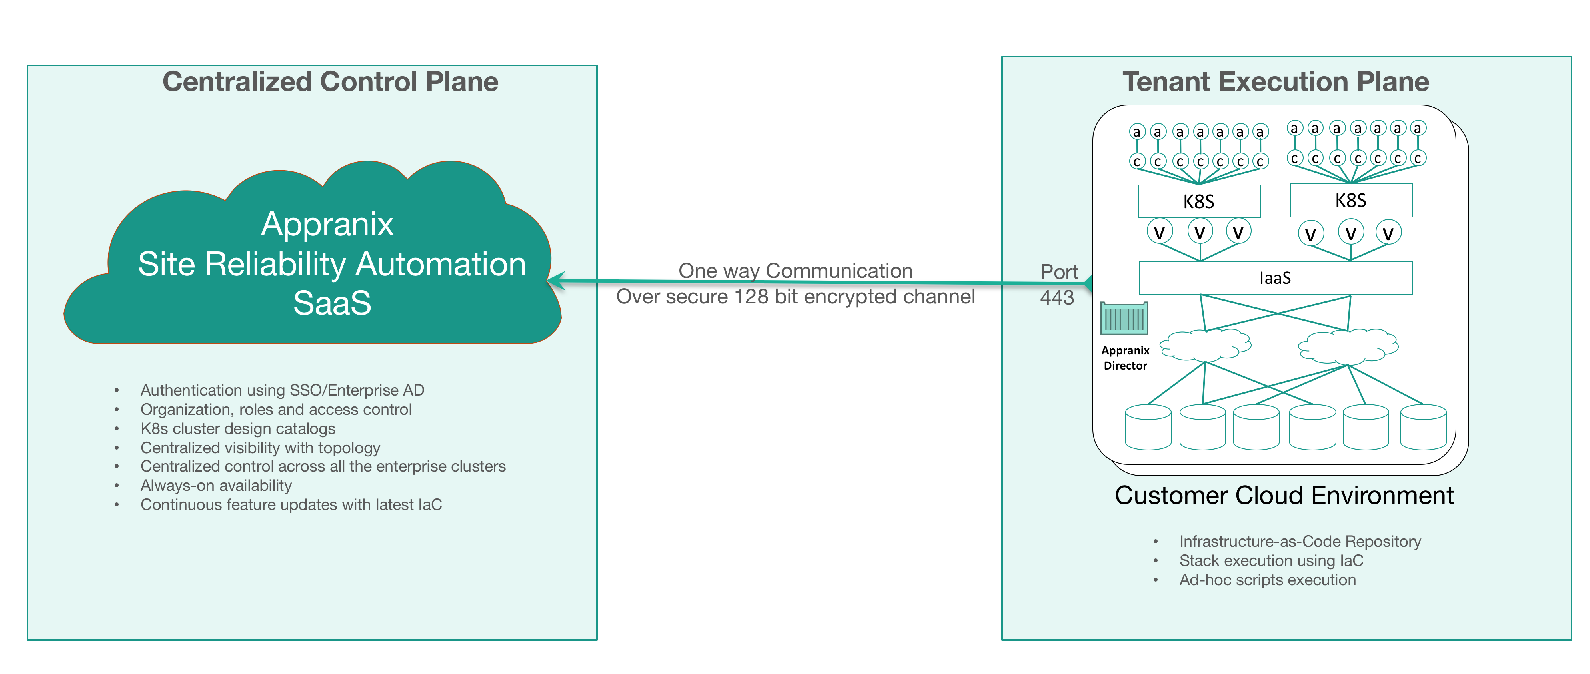 Centralized Control Plane
Appranix
Site Reliability Automation
SaaS
• Authentication using SSO/Enterprise AD
• Organization, roles and access control
• K8s cluster design catalogs
• Centralized visibility with topology
• Centralized control across all the enterprise clusters
• Always-on availability
• Continuous feature updates with latest IaC
One way Communication
Over secure 128 bit encrypted channel
Port
443
Tenant Execution Plane
a a a a a a a
c c c c c c c
K8S
V V V
a a a a a a a
c c c c c c c
K8S
V V V
IaaS
Appranix
Director
Customer Cloud Environment
• Infrastructure-as-Code Repository
• Stack execution using IaC
• Ad-hoc scripts execution